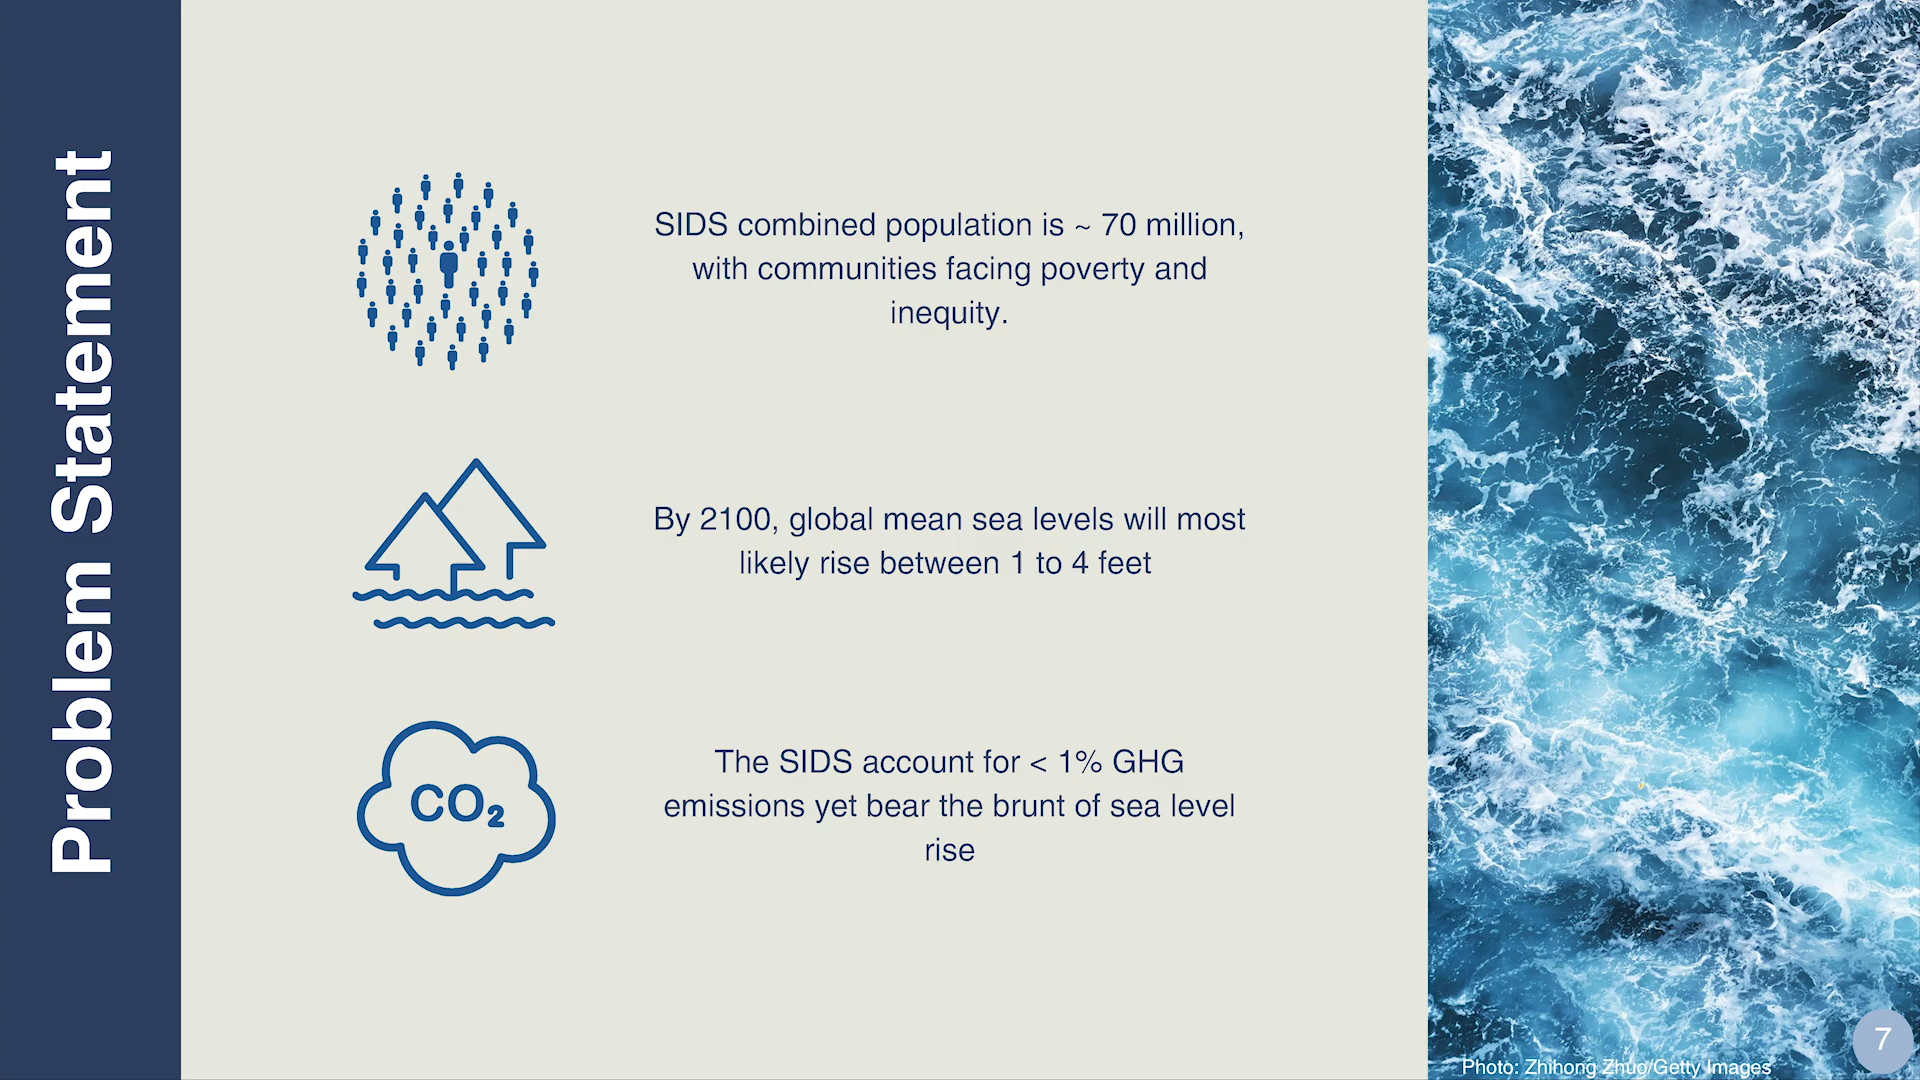 Problem Statement
SIDS combined population is ~ 70 million,
with communities facing poverty and
inequity.
By 2100, global mean sea levels will most
likely rise between 1 to 4 feet
CO₂
The SIDS account for < 1% GHG
emissions yet bear the brunt of sea level
rise
Photo: Zhihong Zhuo/Getty Images
7